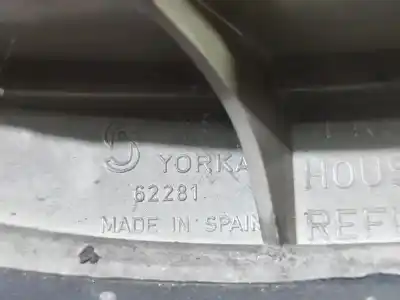 YORKA
62281
MADE IN SPAIN
HOUS
REF